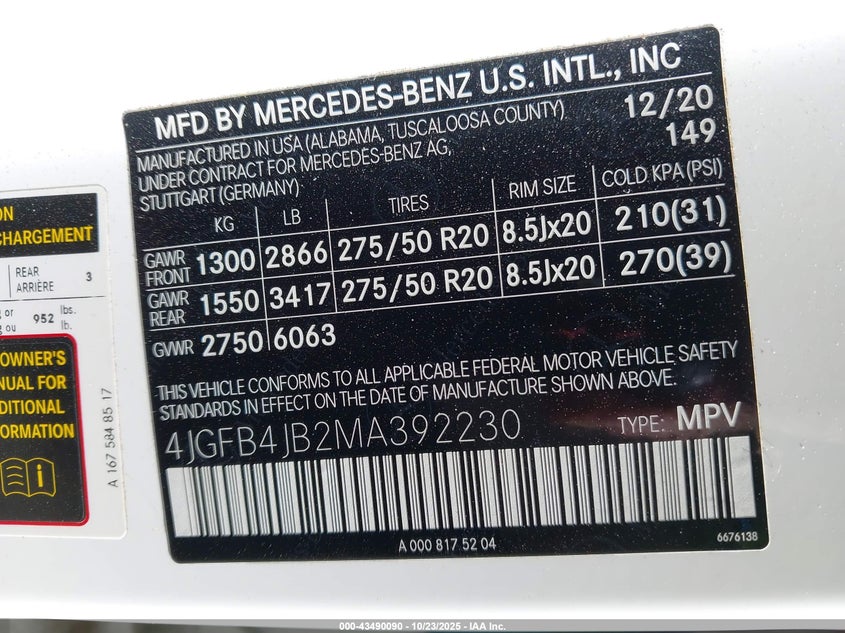 MFD BY MERCEDES-BENZ U.S. INTL., INC
MANUFACTURED IN USA (ALABAMA, TUSCALOOSA COUNTY) 12/20
UNDER CONTRACT FOR MERCEDES-BENZ AG, 149
STUTTGART (GERMANY)
KG LB TIRES RIM SIZE COLD KPA (PSI)
GAWR FRONT 1300 2866 275/50 R20 8.5Jx20 210(31)
GAWR REAR 1550 3417 275/50 R20 8.5Jx20 270(39)
GVWR 2750 6063
THIS VEHICLE CONFORMS TO ALL APPLICABLE FEDERAL MOTOR VEHICLE SAFETY
STANDARDS IN EFFECT ON THE DATE OF MANUFACTURE SHOWN ABOVE.
4JGFB4JB2MA392230 TYPE: MPV
A 000 817 52 04
6676138
ON
CHARGEMENT
REAR 3
ARRIÈRE
g or 952 lbs.
g ou lb.
OWNER'S
NUAL FOR
DDITIONAL
FORMATION
A 167 584 85 17
000-43490090 - 10/23/2025 - IAA Inc.